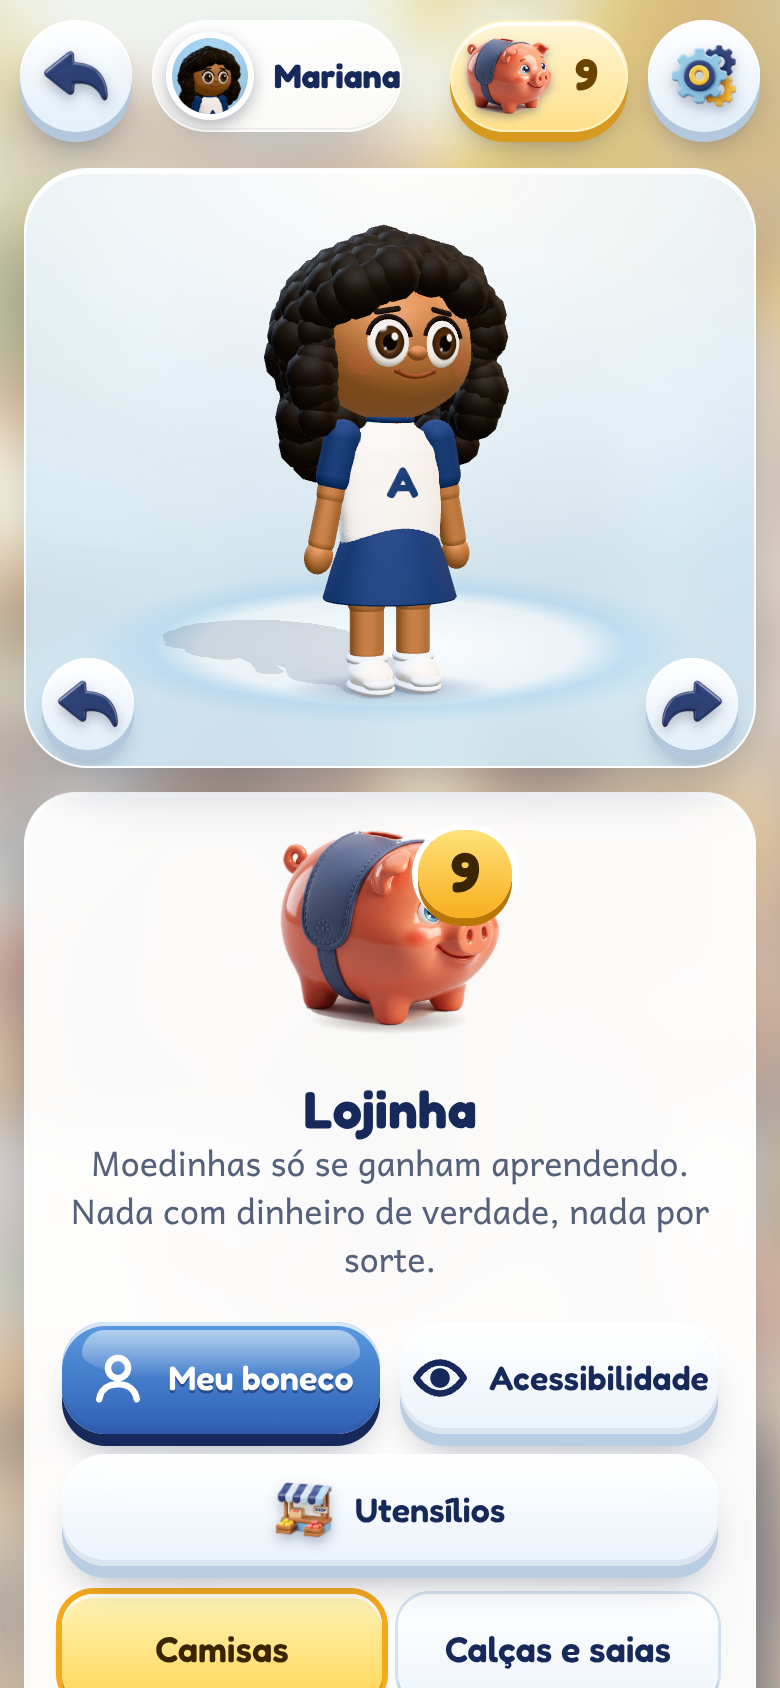 Mariana
9
A
9
Lojinha
Moedinhas só se ganham aprendendo.
Nada com dinheiro de verdade, nada por
sorte.
Meu boneco
Acessibilidade
Utensílios
Camisas
Calças e saias